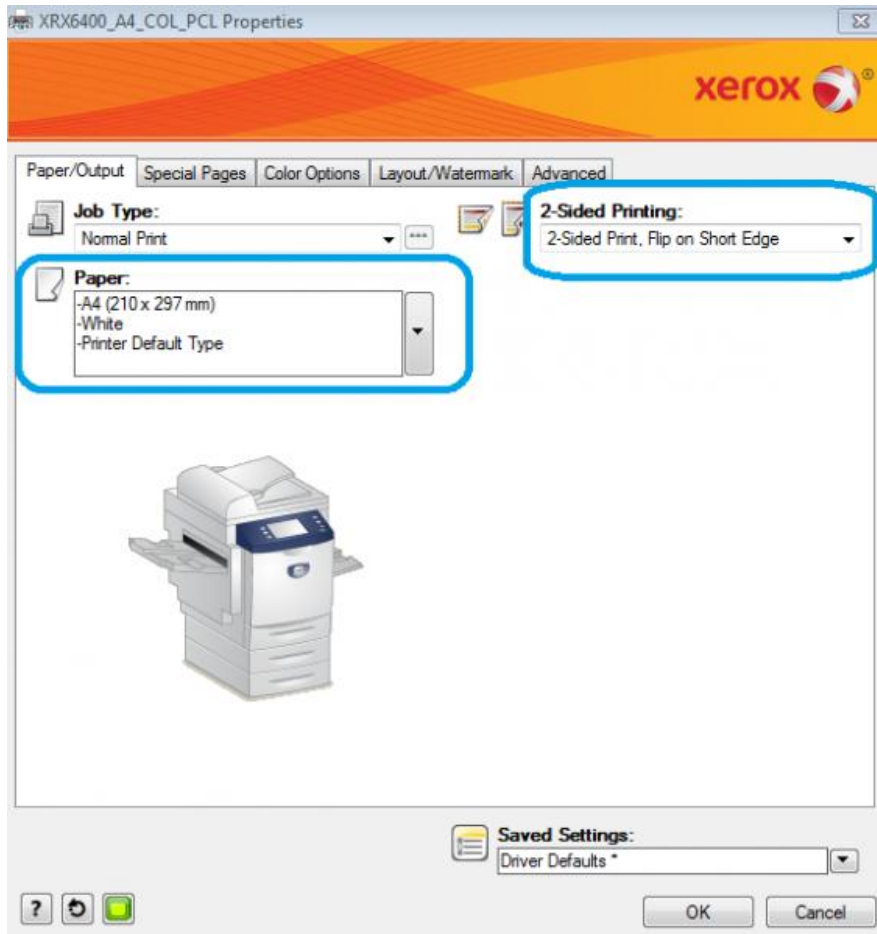 XRX6400_A4_COL_PCL Properties
xerox
Paper/Output Special Pages Color Options Layout/Watermark Advanced
Job Type:
Normal Print
2-Sided Printing:
2-Sided Print, Flip on Short Edge
Paper:
-A4 (210 x 297 mm)
-White
-Printer Default Type
Saved Settings:
Driver Defaults *
?
OK Cancel